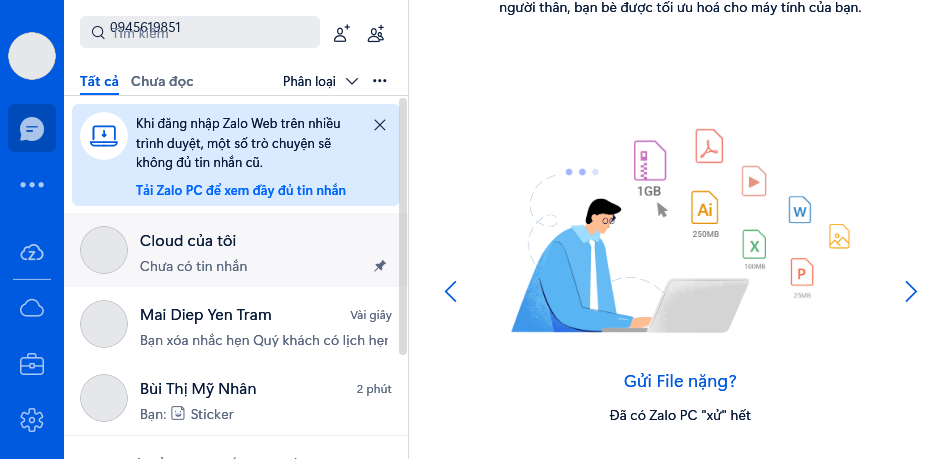 người thân, bạn bè được tối ưu hoá cho máy tính của bạn.
0945619851
Tìm kiếm
Tất cả
Chưa đọc
Phân loại
Khi đăng nhập Zalo Web trên nhiều
trình duyệt, một số trò chuyện sẽ
không đủ tin nhắn cũ.
Tải Zalo PC để xem đầy đủ tin nhắn
Cloud của tôi
Chưa có tin nhắn
Mai Diep Yen Tram
Vài giây
Bạn xóa nhắc hẹn Quý khách có lịch hẹn
Bùi Thị Mỹ Nhân
2 phút
Bạn: Sticker
1GB
Ai
250MB
W
X
100MB
P
25MB
Gửi File nặng?
Đã có Zalo PC "xử" hết